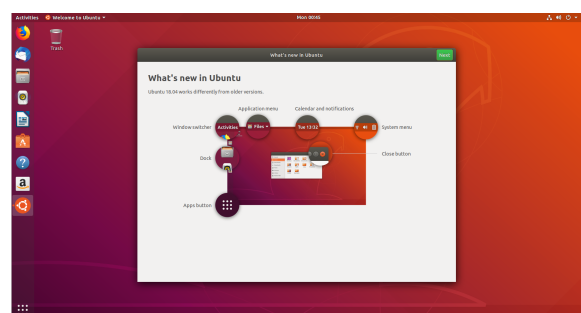 Activities Welcome to Ubuntu Mon 00:45
Trash
What's new in Ubuntu Next
What's new in Ubuntu
Ubuntu 18.04 works differently from older versions.
Application menu Calendar and notifications
Window switcher Activities Files Tue 13:32 System menu
Dock Close button
Apps button